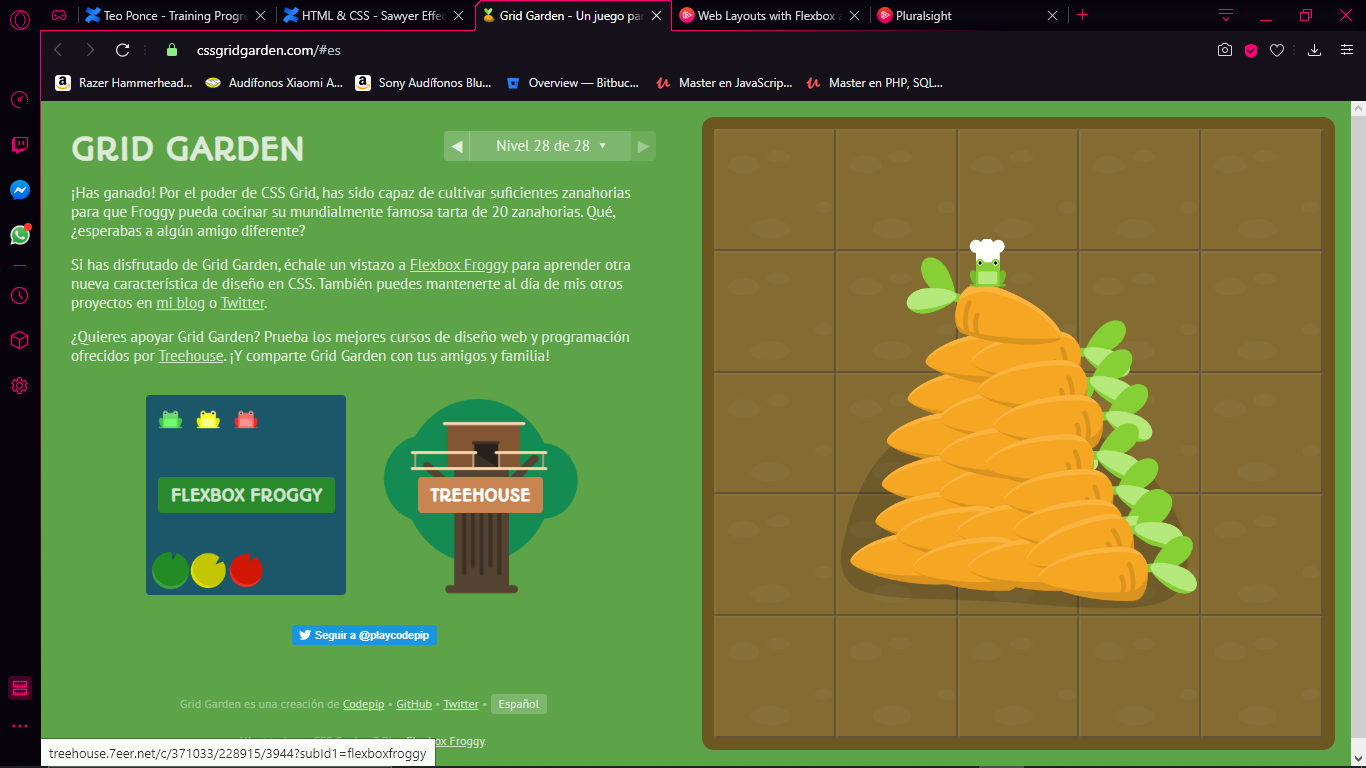 Teo Ponce - Training Progre
HTML & CSS - Sawyer Effec
Grid Garden - Un juego par
Web Layouts with Flexbox a
Pluralsight
cssgridgarden.com/#es
Razer Hammerhead...
Audífonos Xiaomi A...
Sony Audífonos Blu...
Overview — Bitbuc...
Master en JavaScrip...
Master en PHP, SQL...
GRID GARDEN
Nivel 28 de 28
¡Has ganado! Por el poder de CSS Grid, has sido capaz de cultivar suficientes zanahorias
para que Froggy pueda cocinar su mundialmente famosa tarta de 20 zanahorias. Qué,
¿esperabas a algún amigo diferente?
Si has disfrutado de Grid Garden, échale un vistazo a Flexbox Froggy para aprender otra
nueva característica de diseño en CSS. También puedes mantenerte al día de mis otros
proyectos en mi blog o Twitter.
¿Quieres apoyar Grid Garden? Prueba los mejores cursos de diseño web y programación
ofrecidos por Treehouse. ¡Y comparte Grid Garden con tus amigos y familia!
FLEXBOX FROGGY
TREEHOUSE
Seguir a @playcodepip
Grid Garden es una creación de Codepip • GitHub • Twitter • Español
Flexbox Froggy.
treehouse.7eer.net/c/371033/228915/3944?subId1=flexboxfroggy